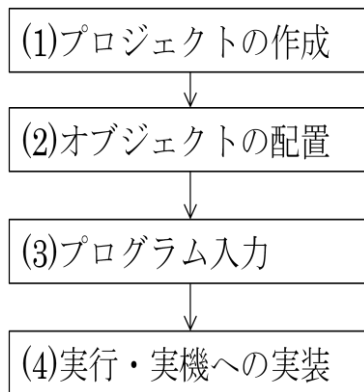 (1)プロジェクトの作成
(2)オブジェクトの配置
(3)プログラム入力
(4)実行・実機への実装